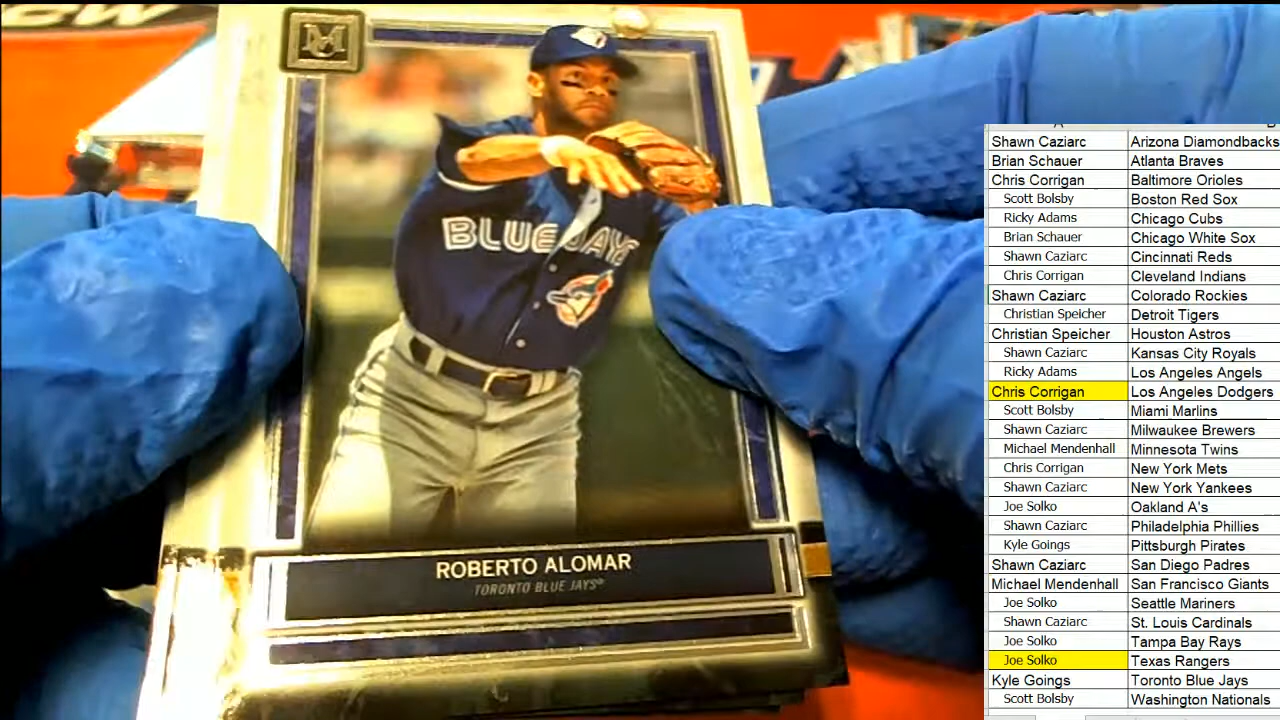 BLUE JAYS
ROBERTO ALOMAR
TORONTO BLUE JAYS®
Shawn Caziarc Arizona Diamondbacks
Brian Schauer Atlanta Braves
Chris Corrigan Baltimore Orioles
Scott Bolsby Boston Red Sox
Ricky Adams Chicago Cubs
Brian Schauer Chicago White Sox
Shawn Caziarc Cincinnati Reds
Chris Corrigan Cleveland Indians
Shawn Caziarc Colorado Rockies
Christian Speicher Detroit Tigers
Christian Speicher Houston Astros
Shawn Caziarc Kansas City Royals
Ricky Adams Los Angeles Angels
Chris Corrigan Los Angeles Dodgers
Scott Bolsby Miami Marlins
Shawn Caziarc Milwaukee Brewers
Michael Mendenhall Minnesota Twins
Chris Corrigan New York Mets
Shawn Caziarc New York Yankees
Joe Solko Oakland A's
Shawn Caziarc Philadelphia Phillies
Kyle Goings Pittsburgh Pirates
Shawn Caziarc San Diego Padres
Michael Mendenhall San Francisco Giants
Joe Solko Seattle Mariners
Shawn Caziarc St. Louis Cardinals
Joe Solko Tampa Bay Rays
Joe Solko Texas Rangers
Kyle Goings Toronto Blue Jays
Scott Bolsby Washington Nationals